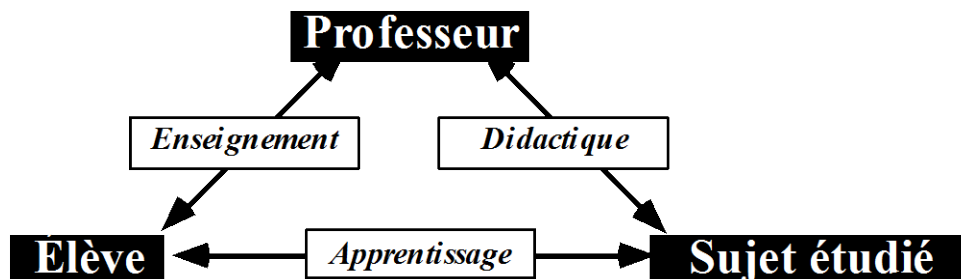 Professeur
Enseignement
Didactique
Élève
Apprentissage
Sujet étudié